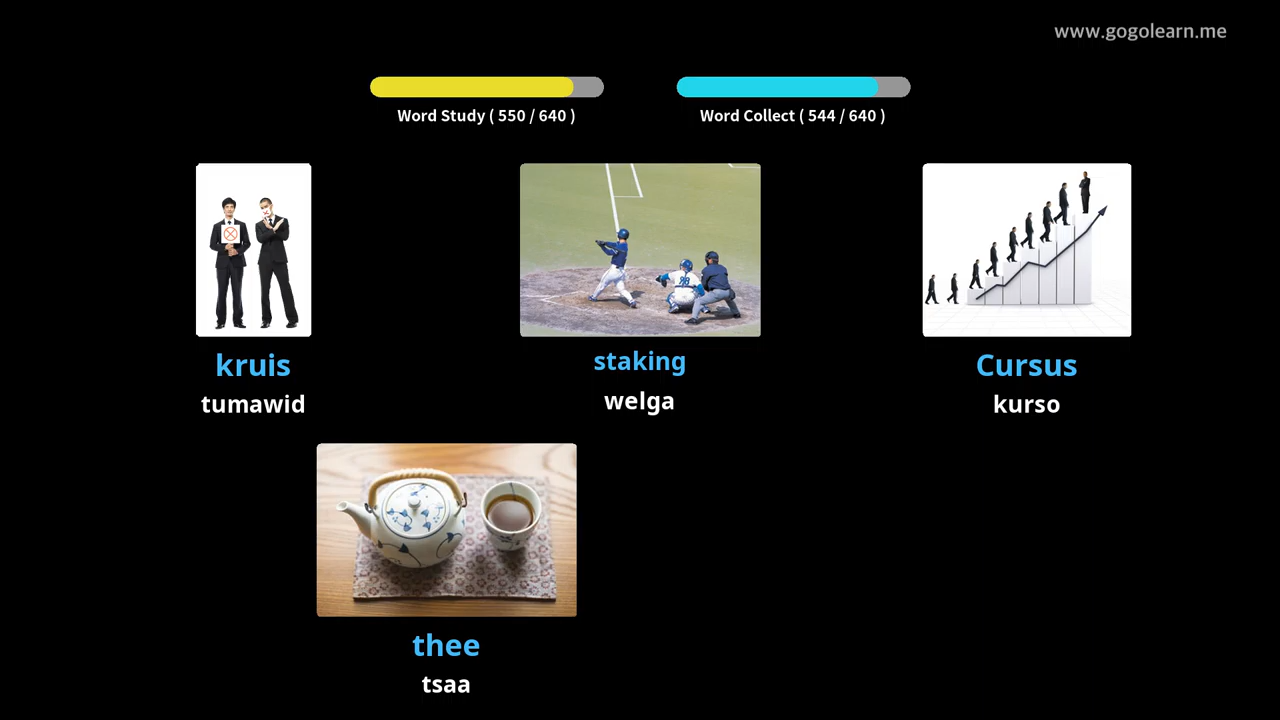 www.gogolearn.me
Word Study ( 550 / 640 )
Word Collect ( 544 / 640 )
kruis
tumawid
staking
welga
Cursus
kurso
thee
tsaa